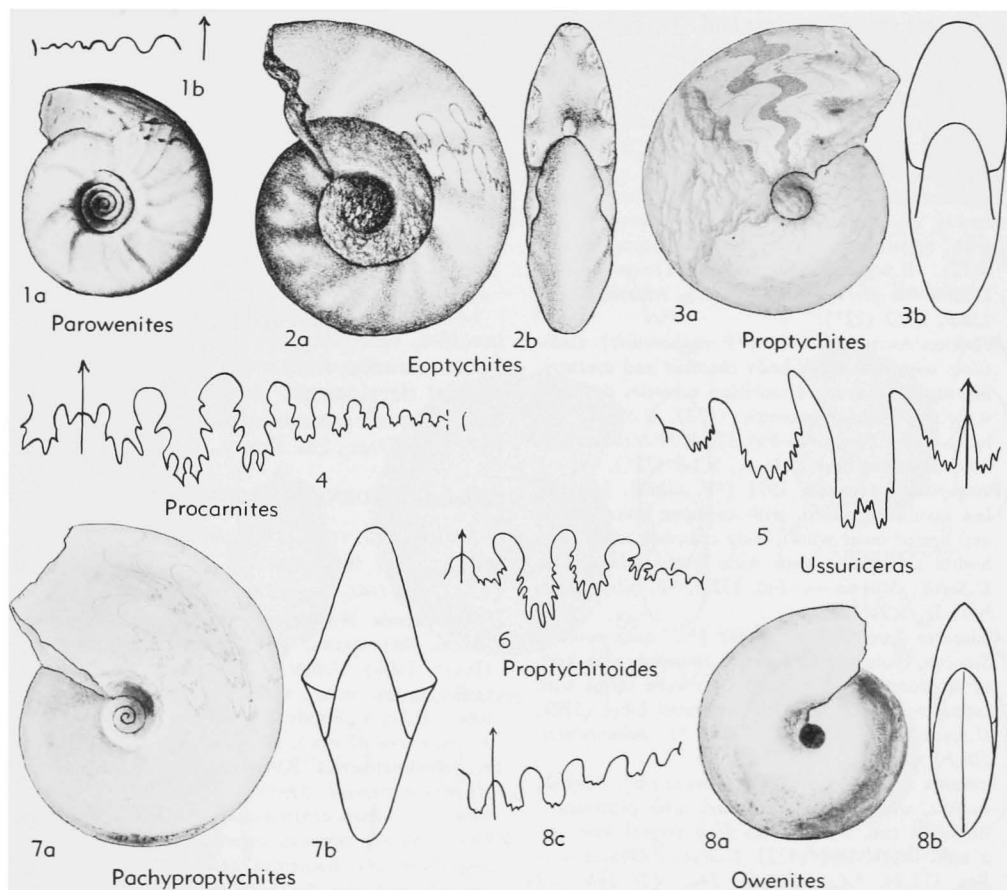 1b
1a
Parowenites
2a
2b
Eoptychites
3a
3b
Proptychites
4
Procarnites
5
Ussuriceras
6
Proptychitoides
7a
7b
Pachyproptychites
8c
8a
8b
Owenites